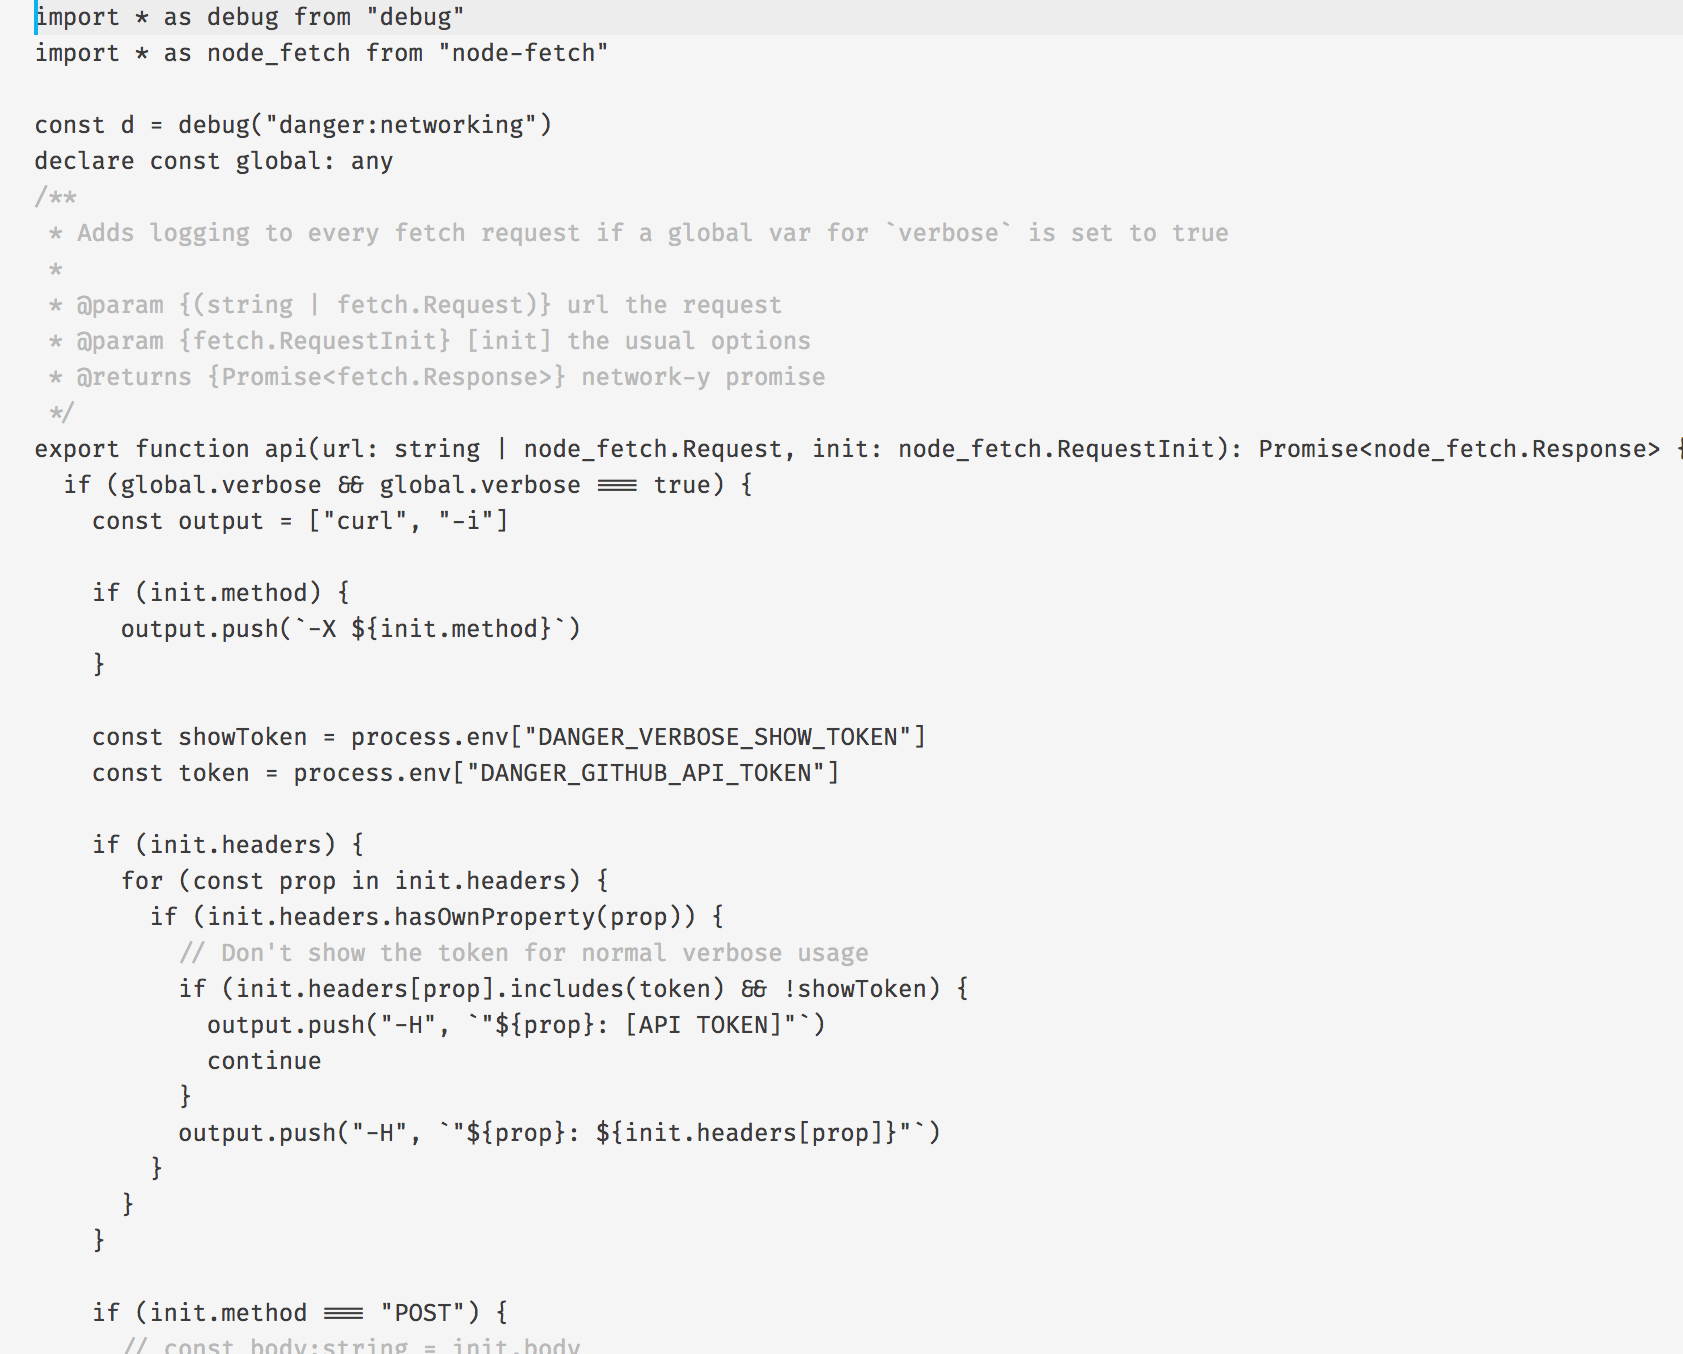 import * as debug from "debug"
import * as node_fetch from "node-fetch"

const d = debug("danger:networking")
declare const global: any
/**
 * Adds logging to every fetch request if a global var for `verbose` is set to true
 *
 * @param {(string | fetch.Request)} url the request
 * @param {fetch.RequestInit} [init] the usual options
 * @returns {Promise<fetch.Response>} network-y promise
 */
export function api(url: string | node_fetch.Request, init: node_fetch.RequestInit): Promise<node_fetch.Response> {
  if (global.verbose && global.verbose === true) {
    const output = ["curl", "-i"]

    if (init.method) {
      output.push(`-X ${init.method}`)
    }

    const showToken = process.env["DANGER_VERBOSE_SHOW_TOKEN"]
    const token = process.env["DANGER_GITHUB_API_TOKEN"]

    if (init.headers) {
      for (const prop in init.headers) {
        if (init.headers.hasOwnProperty(prop)) {
          // Don't show the token for normal verbose usage
          if (init.headers[prop].includes(token) && !showToken) {
            output.push("-H", `"${prop}: [API TOKEN]"`)
            continue
          }
          output.push("-H", `"${prop}: ${init.headers[prop]}"`)
        }
      }
    }

    if (init.method === "POST") {
      // const body:string = init.body